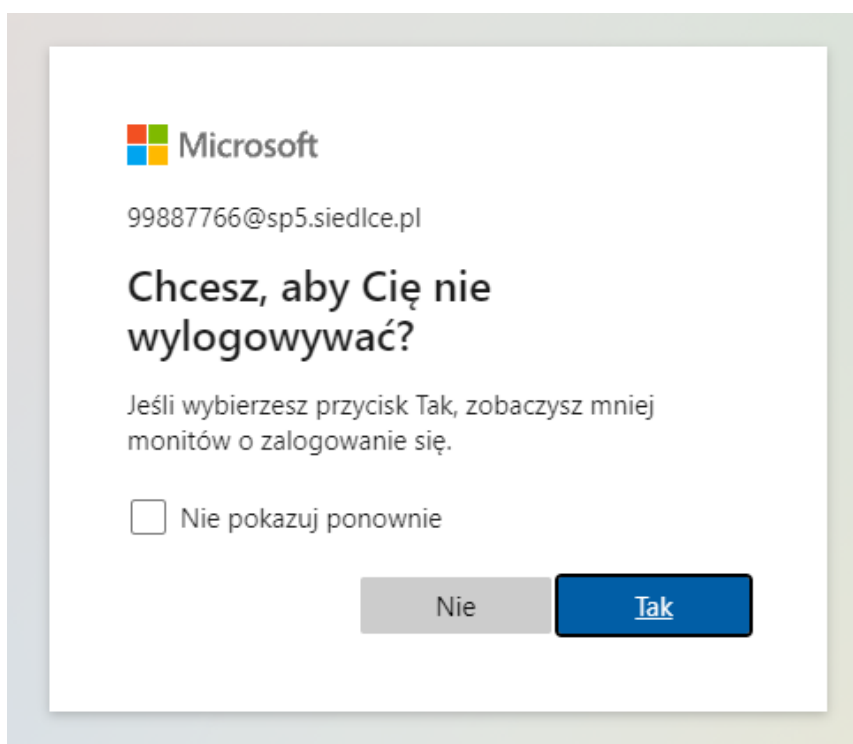 Microsoft
99887766@sp5.siedlce.pl
Chcesz, aby Cię nie
wylogowywać?
Jeśli wybierzesz przycisk Tak, zobaczysz mniej
monitów o zalogowanie się.
Nie pokazuj ponownie
Nie
Tak